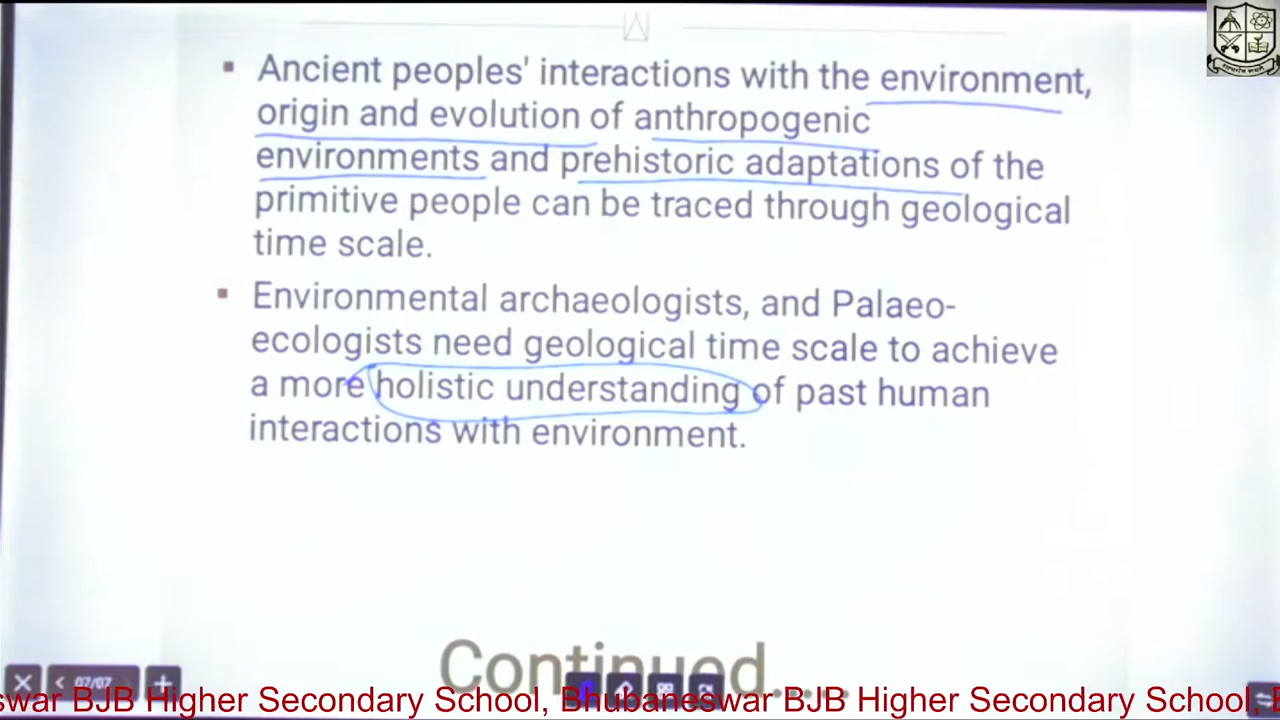 Ancient peoples' interactions with the environment,
origin and evolution of anthropogenic
environments and prehistoric adaptations of the
primitive people can be traced through geological
time scale.
Environmental archaeologists, and Palaeo-
ecologists need geological time scale to achieve
a more holistic understanding of past human
interactions with environment.
Continued......
07/07
swar BJB Higher Secondary School, Bhubaneswar BJB Higher Secondary School,